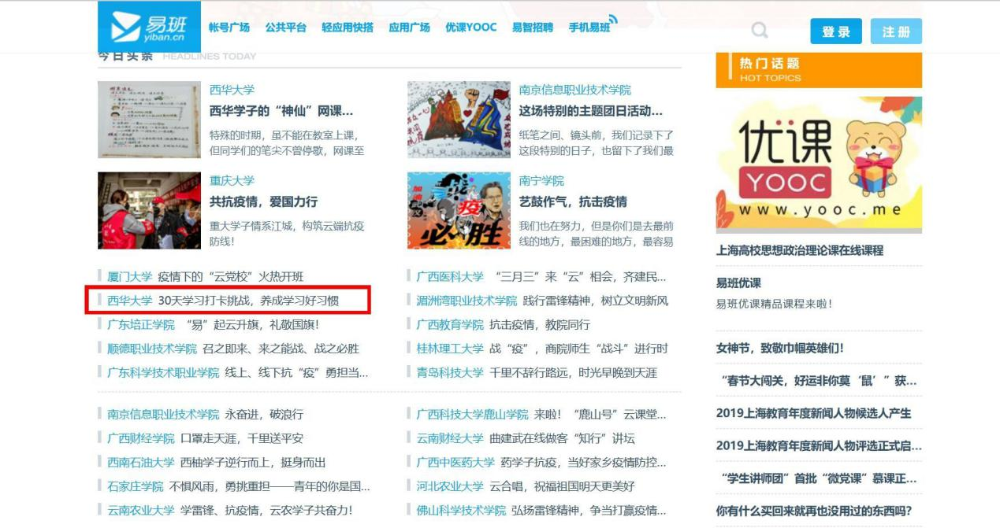 易班
yiban.cn
帐号广场 公共平台 轻应用快搭 应用广场 优课YOOC 易智招聘 手机易班
登录 注册
今日头条 HEADLINES TODAY
西华大学
西华学子的“神仙”网课...
特殊的时期，虽不能在教室上课，
但同学们的笔尖不曾停歇，网课至
南京信息职业技术学院
这场特别的主题团日活动...
纸笔之间、镜头前，我们记录下了
这段特别的日子，也留下了我们最
重庆大学
共抗疫情，爱国力行
重大学子情系江城，构筑云端抗疫
防线！
南宁学院
艺鼓作气，抗击疫情
我们也在努力，但是你们是去最前
线的地方，最困难的地方，最容易
疫
必胜
厦门大学 疫情下的“云党校”火热开班
西华大学 30天学习打卡挑战，养成学习好习惯
广东培正学院 “易”起云升旗，礼敬国旗！
顺德职业技术学院 召之即来、来之能战、战之必胜
广东科学技术职业学院 线上、线下抗“疫”勇担当...
广西医科大学 “三月三”来“云”相会，齐建民...
湄洲湾职业技术学院 践行雷锋精神，树立文明新风
广西教育学院 抗击疫情，教院同行
桂林理工大学 战“疫”，商院师生“战斗”进行时
青岛科技大学 千里不辞行路远，时光早晚到天涯
南京信息职业技术学院 永奋进，破浪行
广西财经学院 口罩走天涯，千里送平安
西南石油大学 西柚学子逆行而上，挺身而出
石家庄学院 不惧风雨，勇挑重担——青年的你是国...
云南农业大学 学雷锋、抗疫情，云农学子共奋力！
广西科技大学鹿山学院 来啦！“鹿山号”云课堂...
云南财经大学 曲建武在线做客“知行”讲坛
广西中医药大学 药学子抗疫，当好家乡疫情防控...
河北农业大学 云合唱，祝福祖国明天更美好
佛山科学技术学院 弘扬雷锋精神，争当打赢疫情...
热门话题
HOT TOPICS
优课
YOOC
www.yooc.me
上海高校思想政治理论课在线课程
易班优课
易班优课精品课程来啦！
女神节，致敬巾帼英雄们！
“春节大闯关，好运非你莫‘鼠’”获...
2019上海教育年度新闻人物候选人产生
2019上海教育年度新闻人物评选正式启...
“学生讲师团”首批“微党课”慕课正...
你有什么买回来就再也没用过的东西吗？